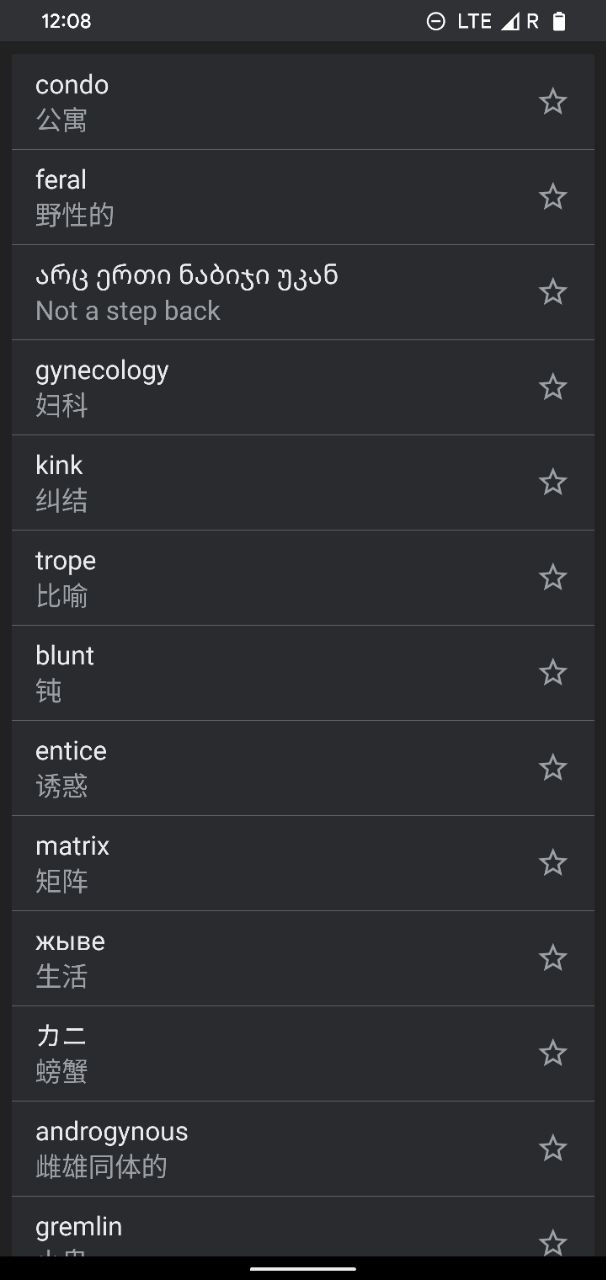 12:08
LTE R
condo
公寓
feral
野性的
არც ერთი ნაბიჯი უკან
Not a step back
gynecology
妇科
kink
纠结
trope
比喻
blunt
钝
entice
诱惑
matrix
矩阵
жыве
生活
カニ
螃蟹
androgynous
雌雄同体的
gremlin